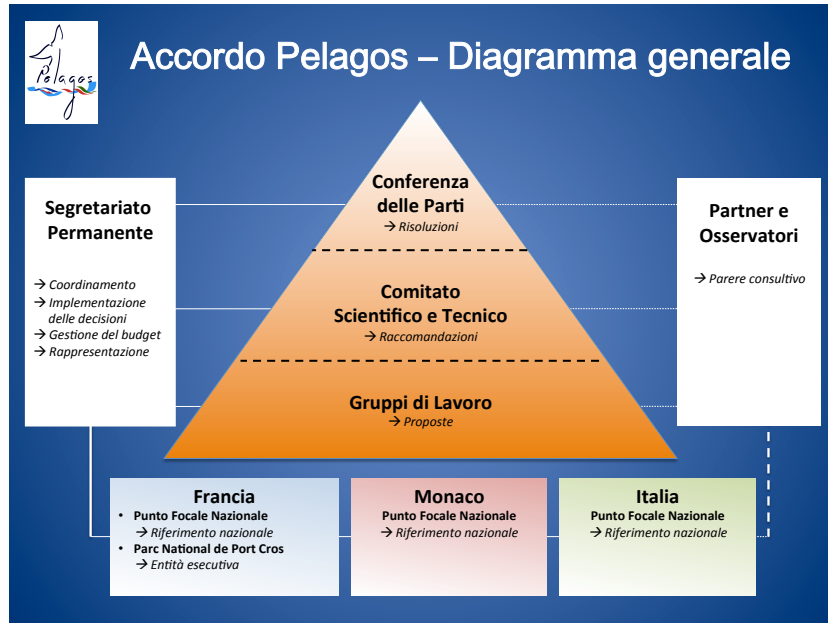 Pelagos
Accordo Pelagos – Diagramma generale
Segretariato
Permanente
→ Coordinamento
→ Implementazione
delle decisioni
→ Gestione del budget
→ Rappresentazione
Conferenza
delle Parti
→ Risoluzioni
Comitato
Scientifico e Tecnico
→ Raccomandazioni
Gruppi di Lavoro
→ Proposte
Partner e
Osservatori
→ Parere consultivo
Francia
• Punto Focale Nazionale
→ Riferimento nazionale
• Parc National de Port Cros
→ Entità esecutiva
Monaco
Punto Focale Nazionale
→ Riferimento nazionale
Italia
Punto Focale Nazionale
→ Riferimento nazionale